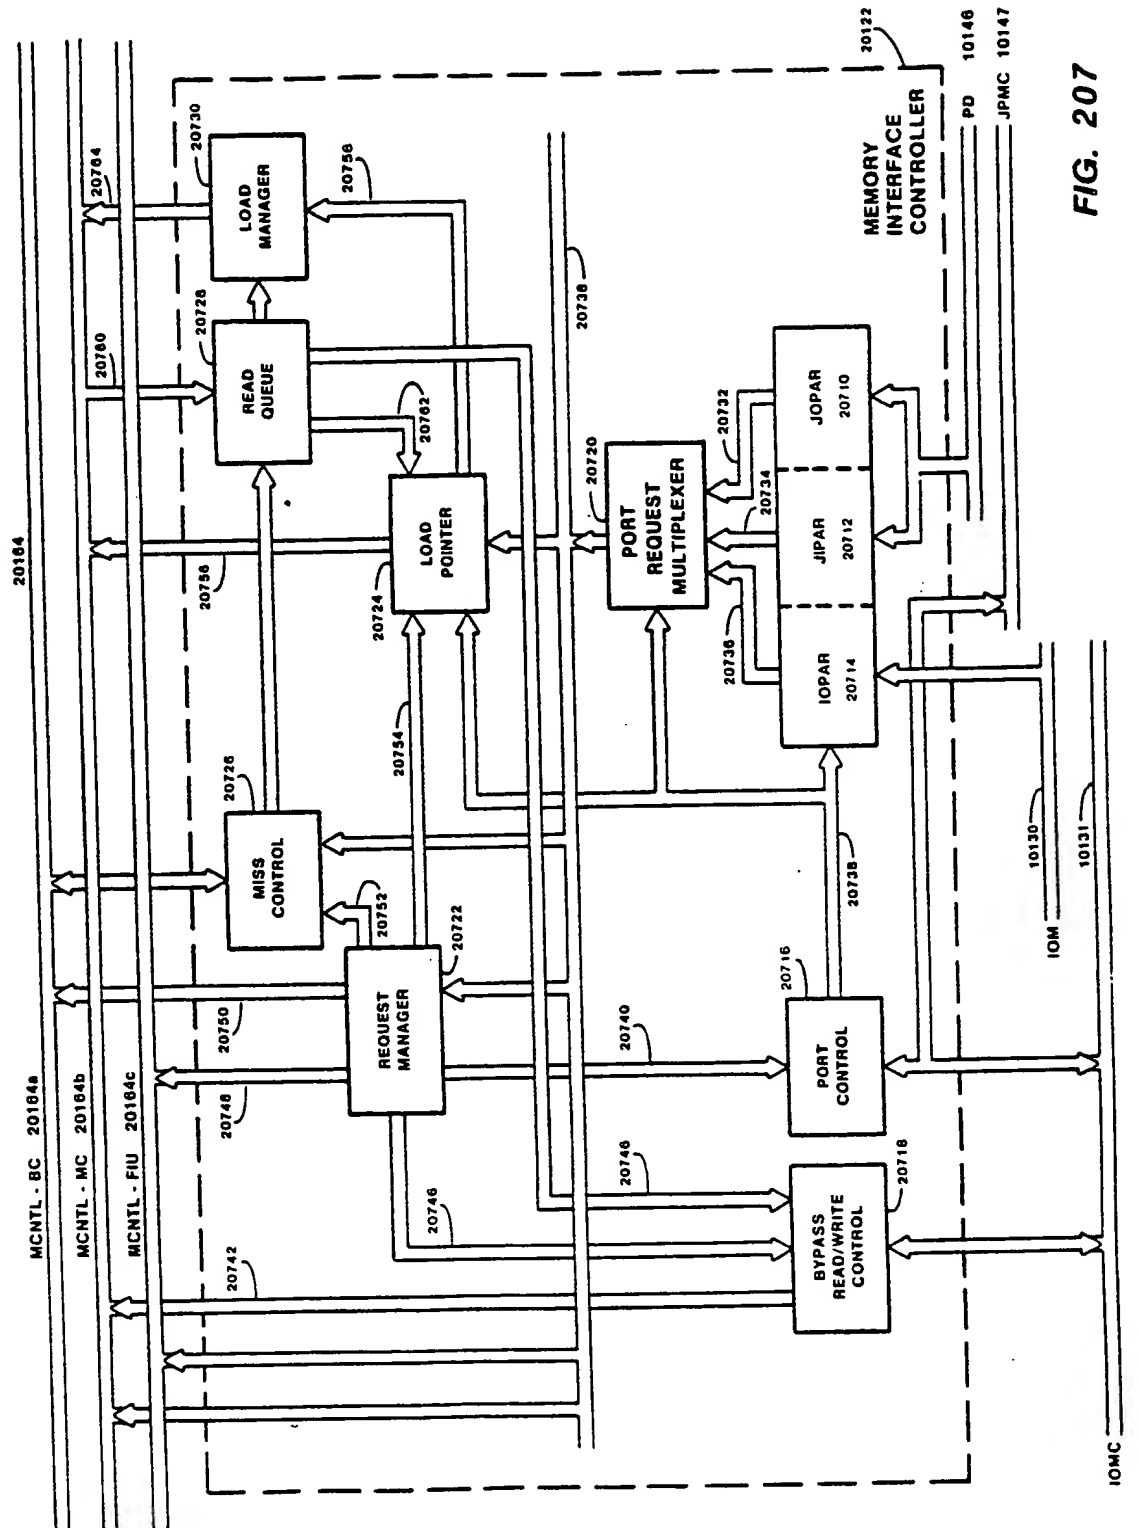 20164
MCNTL - BC 20164a
MCNTL - MC 20164b
MCNTL - FIU 20164c
20742
20748
20750
20756
20760
20764
MISS
CONTROL
20726
READ
QUEUE
20728
LOAD
MANAGER
20730
REQUEST
MANAGER
20722
20752
20754
LOAD
POINTER
20724
20762
20758
20746
20746
20740
20738
PORT
REQUEST
MULTIPLEXER
20720
20736
20734
20732
BYPASS
READ/WRITE
CONTROL
20718
PORT
CONTROL
20716
20738
IOPAR
20714
JIPAR
20712
JOPAR
20710
MEMORY
INTERFACE
CONTROLLER
20122
PD 10146
JPMC 10147
IOM
10130
10131
IOMC
FIG. 207